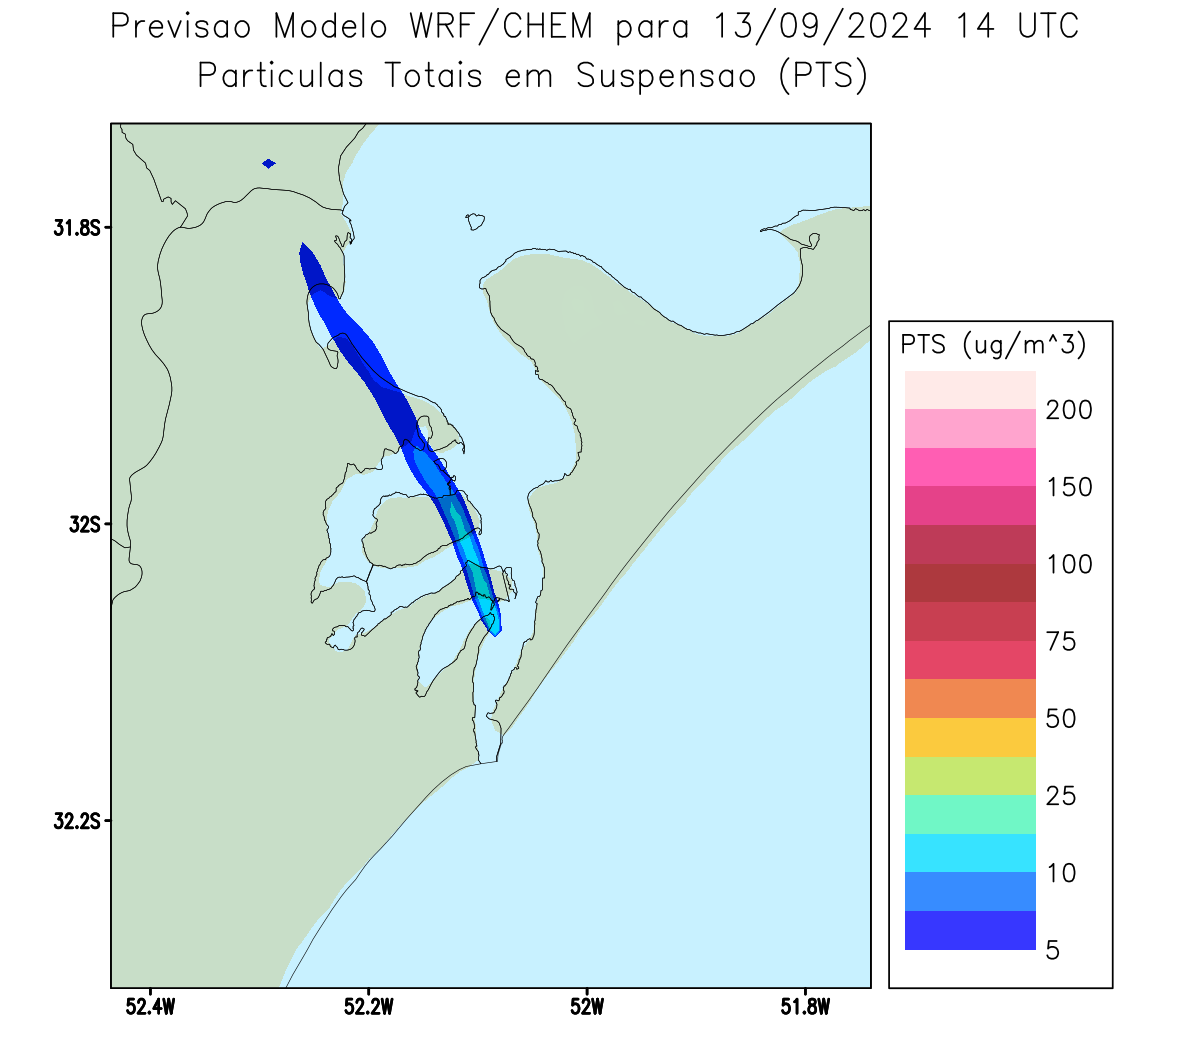 Previsao Modelo WRF/CHEM para 13/09/2024 14 UTC
Particulas Totais em Suspensao (PTS)
31.8S
32S
32.2S
52.4W
52.2W
52W
51.8W
PTS (ug/m^3)
200
150
100
75
50
25
10
5